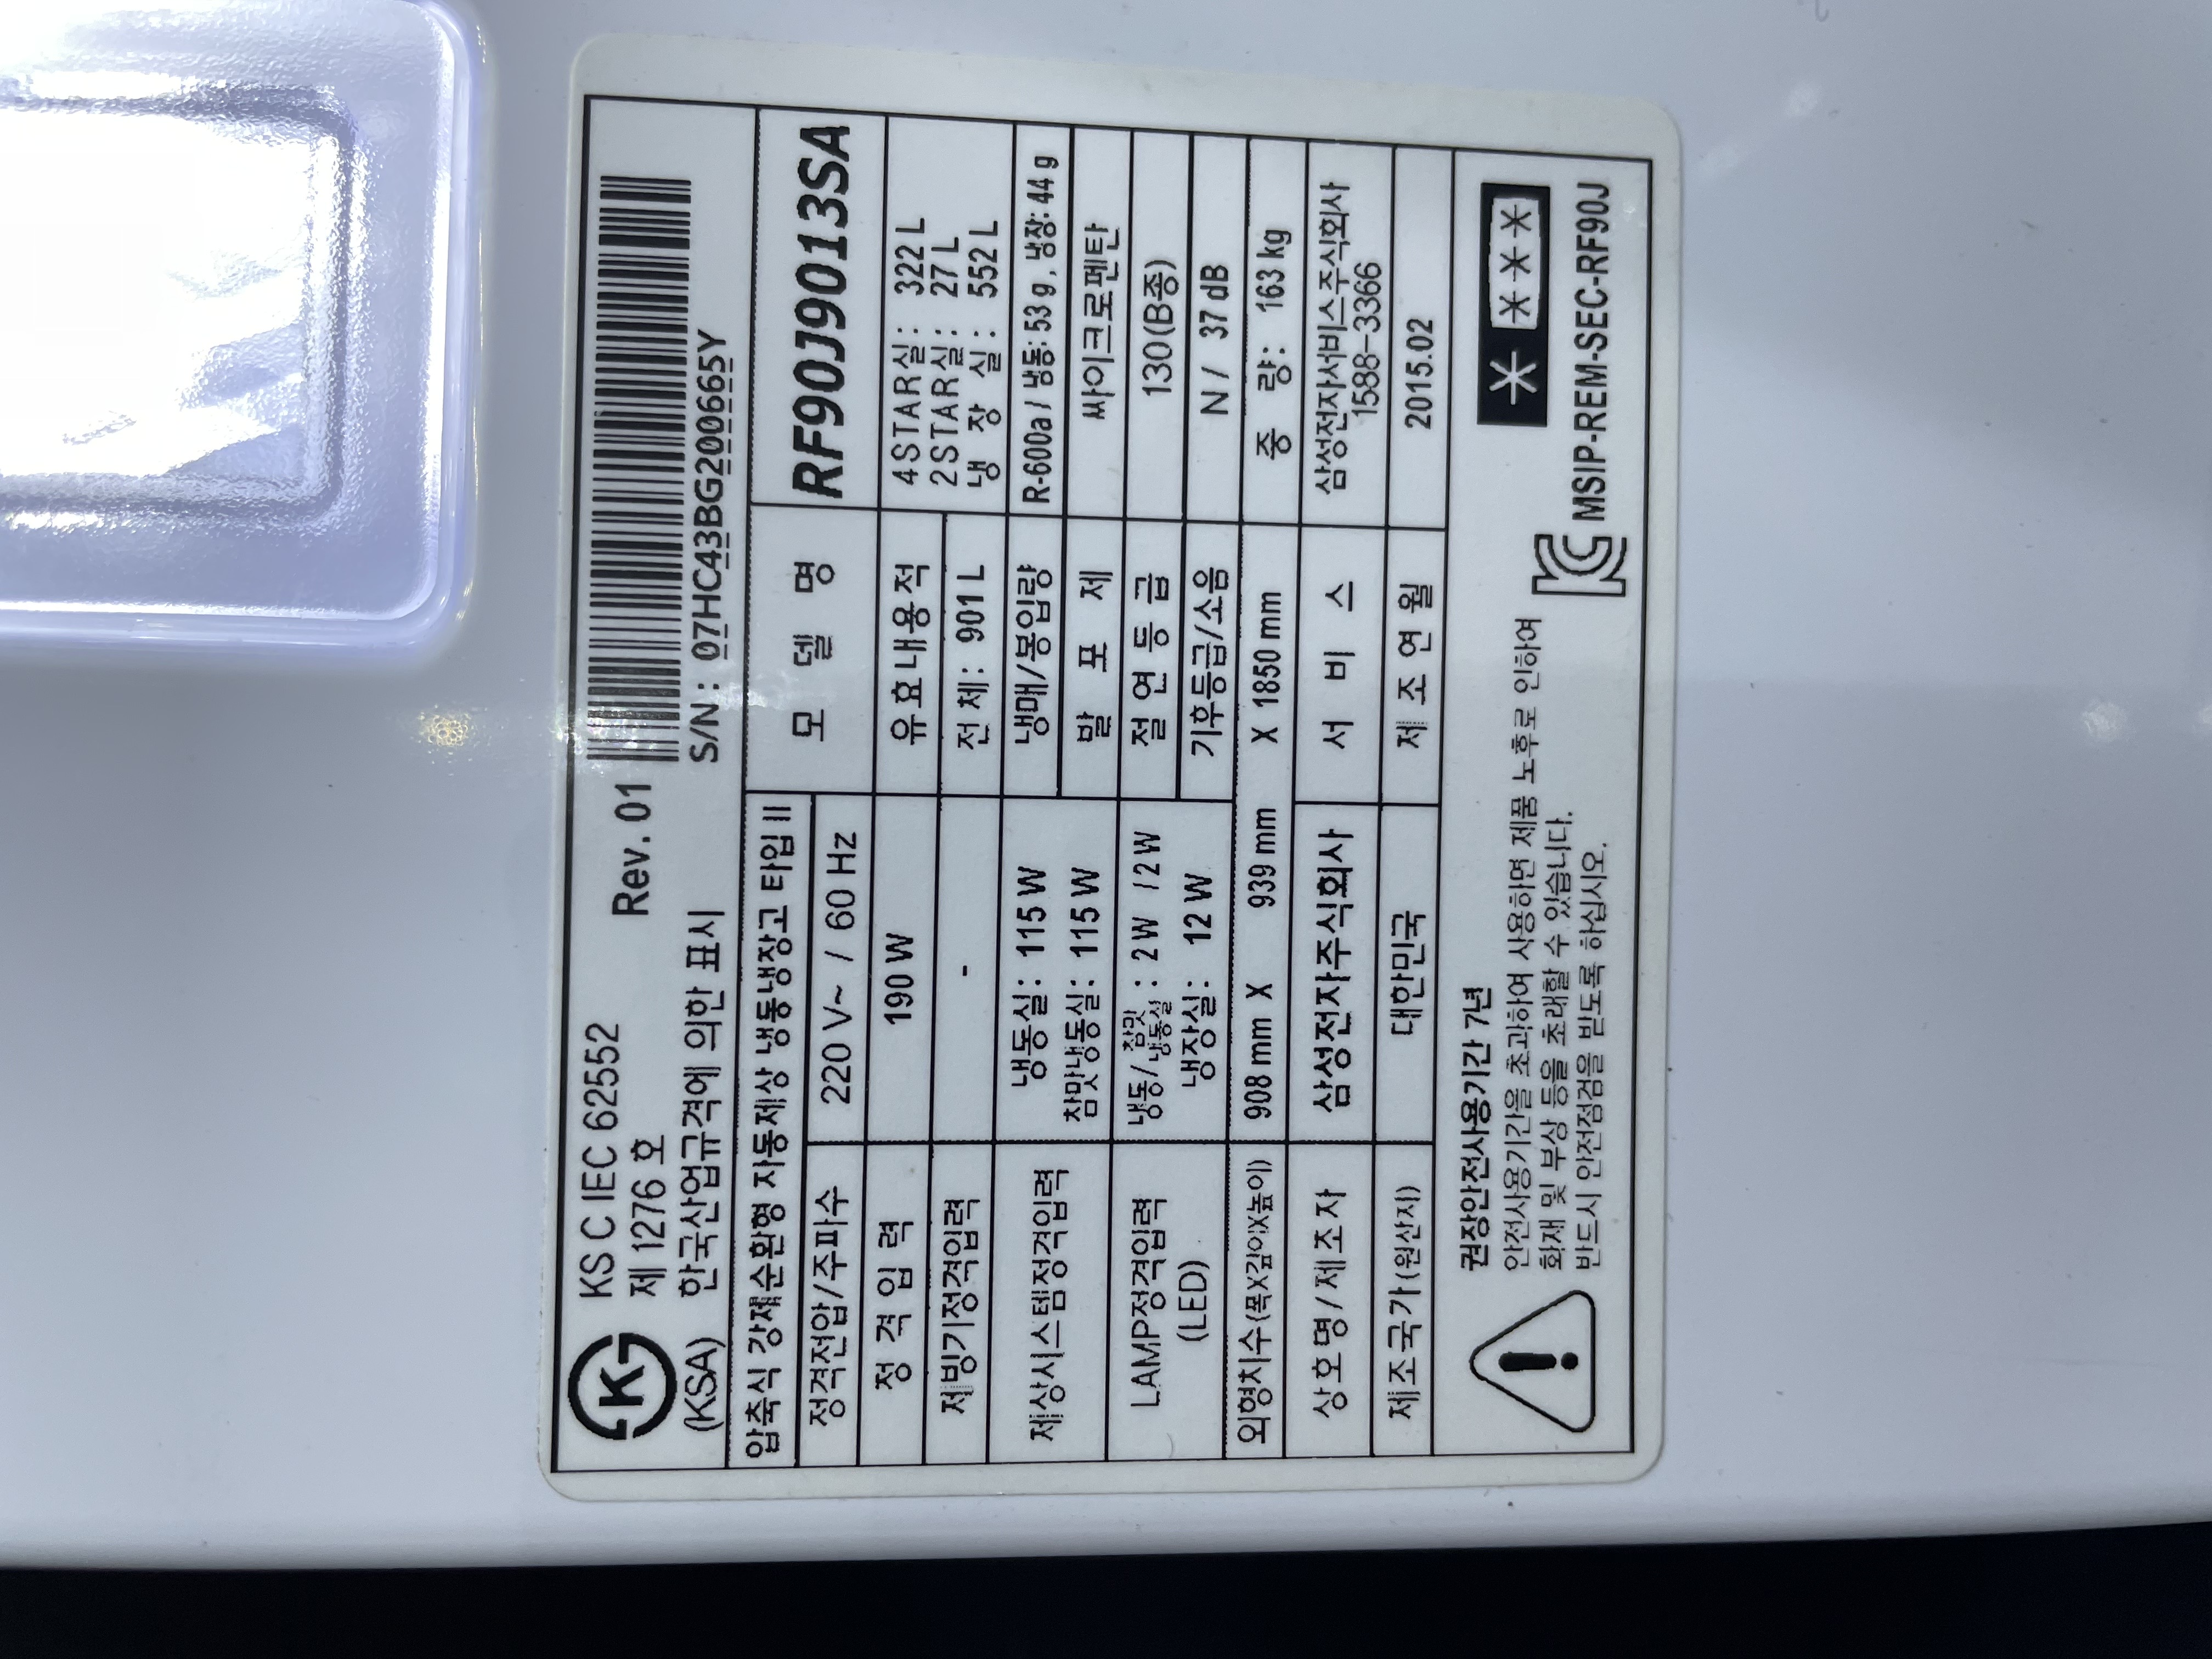 KS C IEC 62552
제 1276 호
Rev. 01
(KSA) 한국산업규격에 의한 표시
S/N : 07HC43BG200665Y
압축식 강제순환형 자동제상 냉동냉장고 타입 II
모 델 명 RF90J9013SA
정격전압/주파수 220 V~ / 60 Hz
정 격 입 력 190 W
제빙기정격입력 -
제상시스템정격입력 냉동실: 115 W
참맛냉동실: 115 W
LAMP정격입력 (LED) 냉동/참맛냉동실 : 2W / 2W
냉장실: 12 W
유효내용적
전체: 901 L
4STAR실: 322 L
2STAR실: 27 L
냉 장 실: 552 L
냉매/봉입량 R-600a / 냉동: 53 g , 냉장: 44 g
발 포 제 싸이크로펜탄
절 연 등 급 130(B종)
기후등급/소음 N / 37 dB
외형치수(폭X깊이X높이) 908 mm X 939 mm X 1850 mm
중 량: 163 kg
상호명/제조자 삼성전자주식회사
서 비 스 삼성전자서비스주식회사
1588-3366
제조국가(원산지) 대한민국
제 조 연 월 2015.02
권장안전사용기간 7년
안전사용기간을 초과하여 사용하면 제품 노후로 인하여
화재 및 부상 등을 초래할 수 있습니다.
반드시 안전점검을 받도록 하십시오.
MSIP-REM-SEC-RF90J